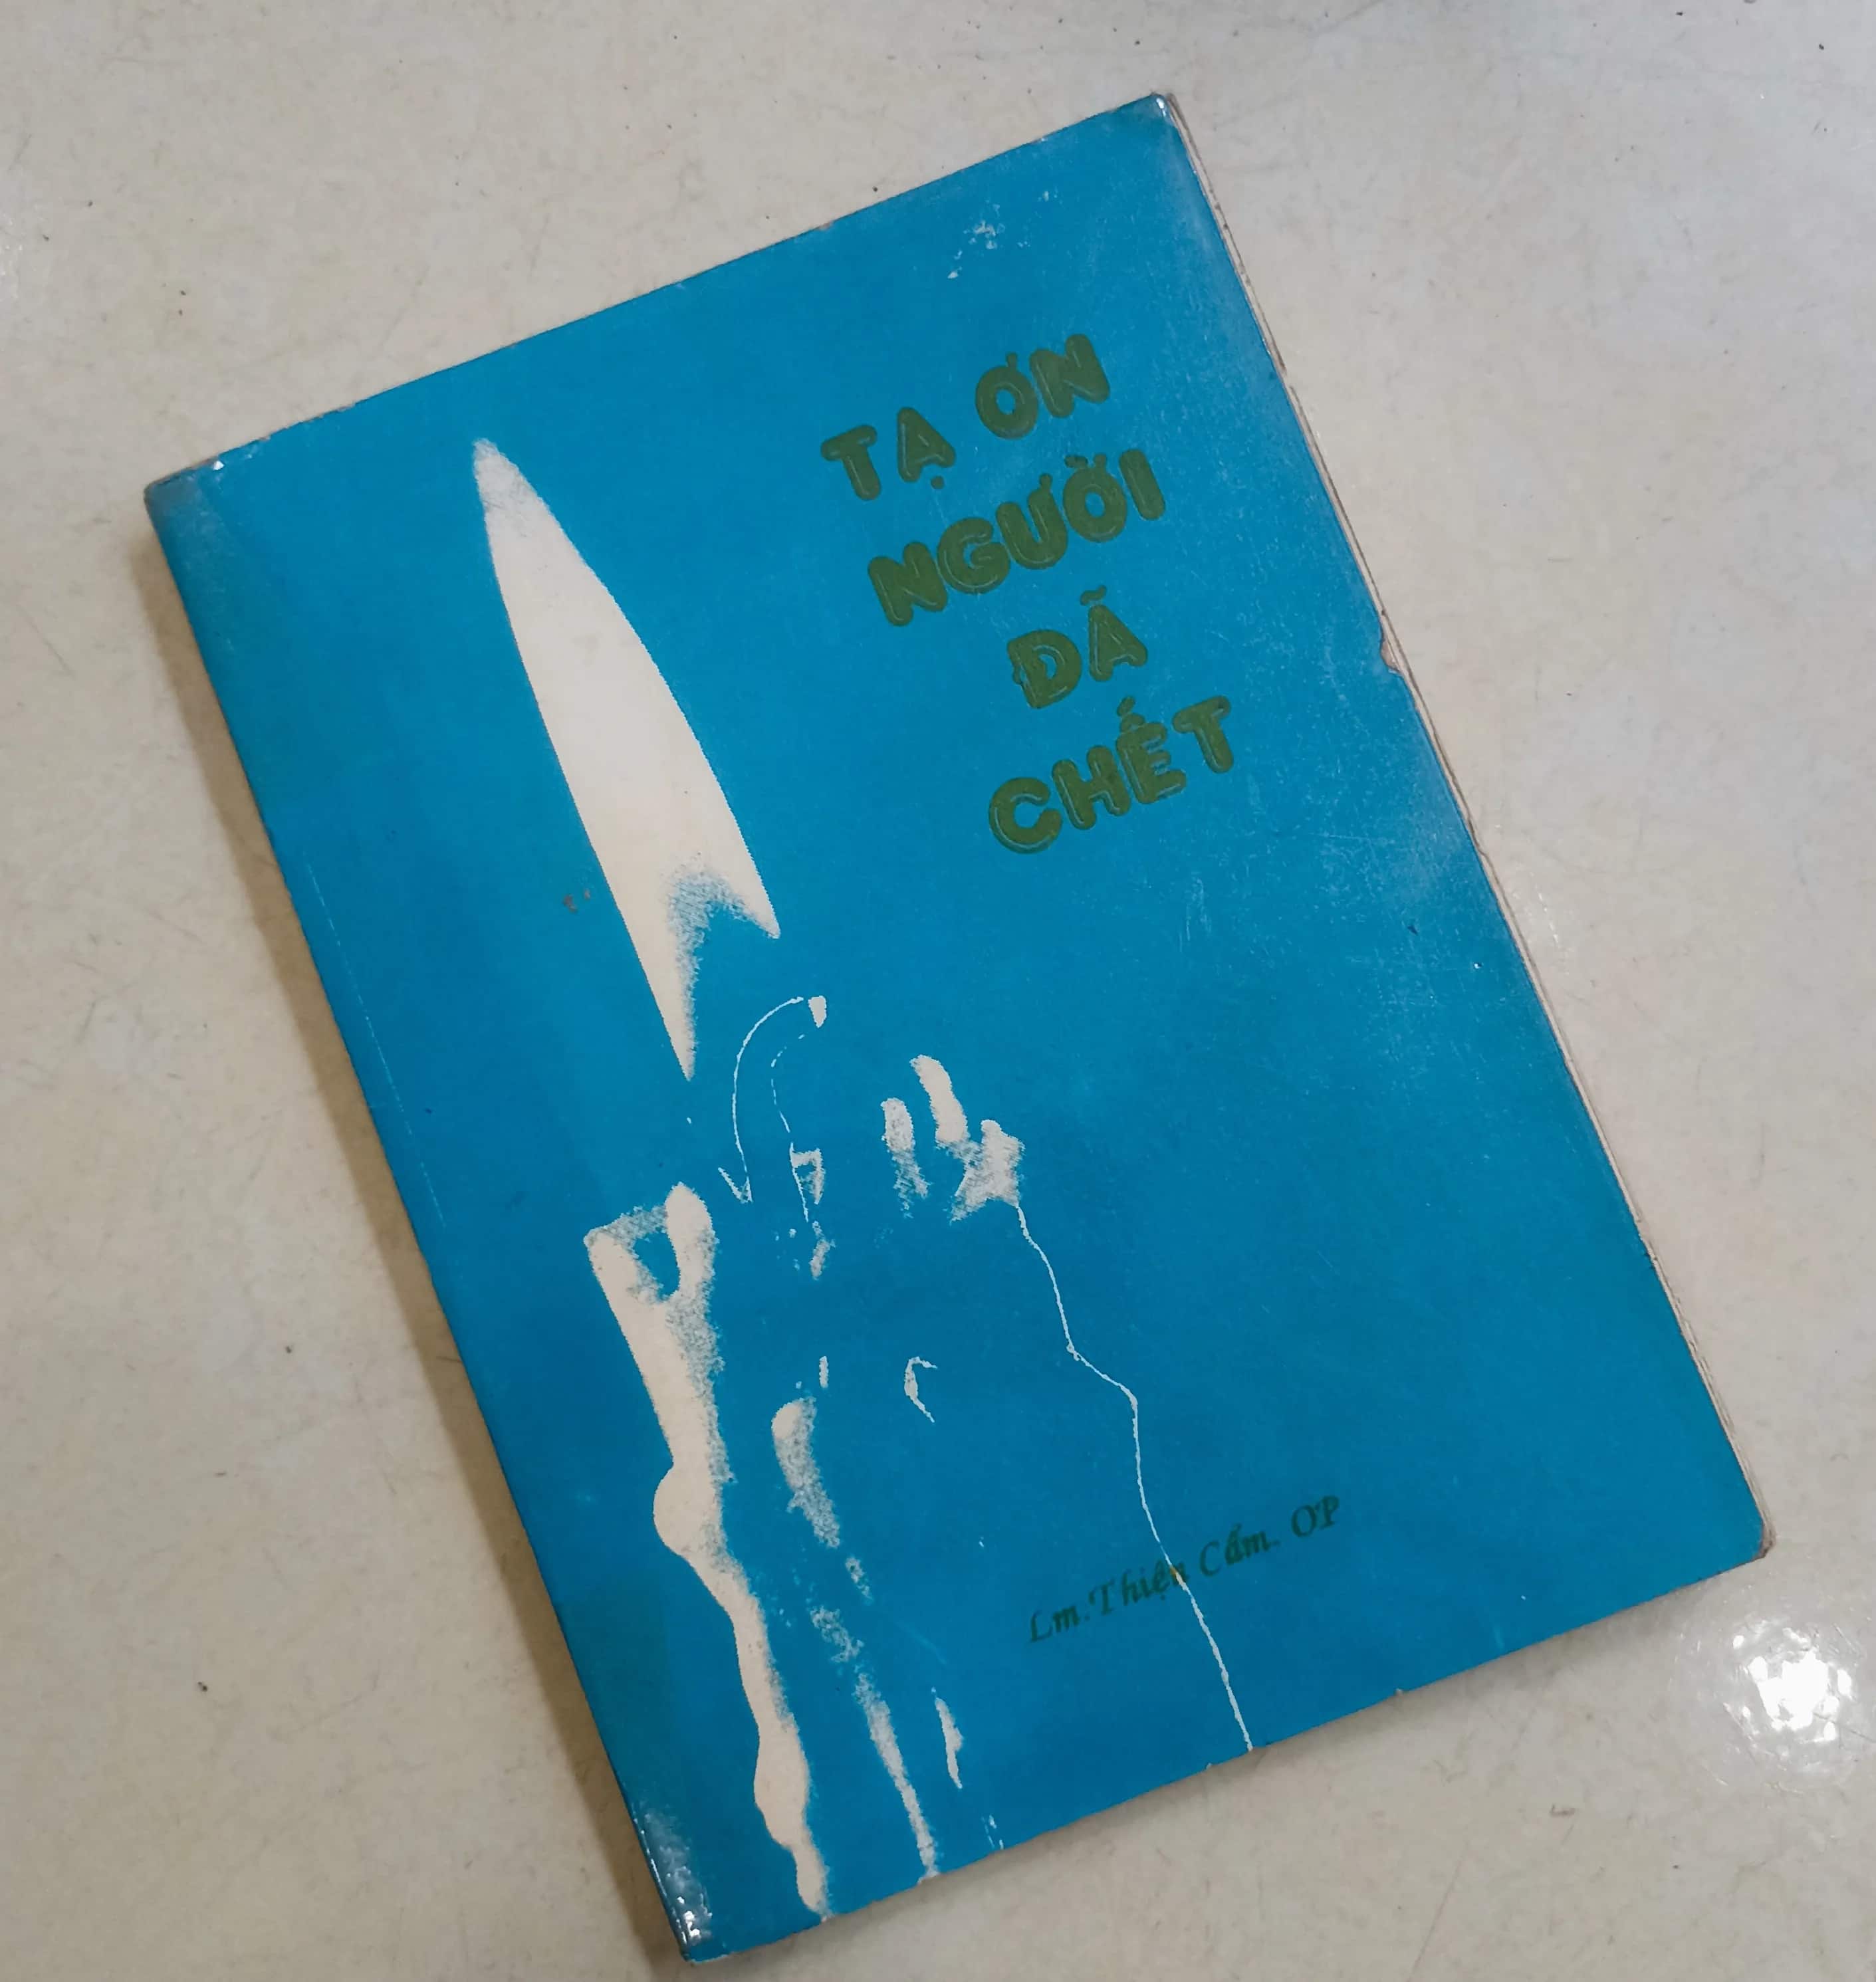 TẠ ƠN
NGƯỜI
ĐÃ
CHẾT
Lm.Thiện Cẩm. OP